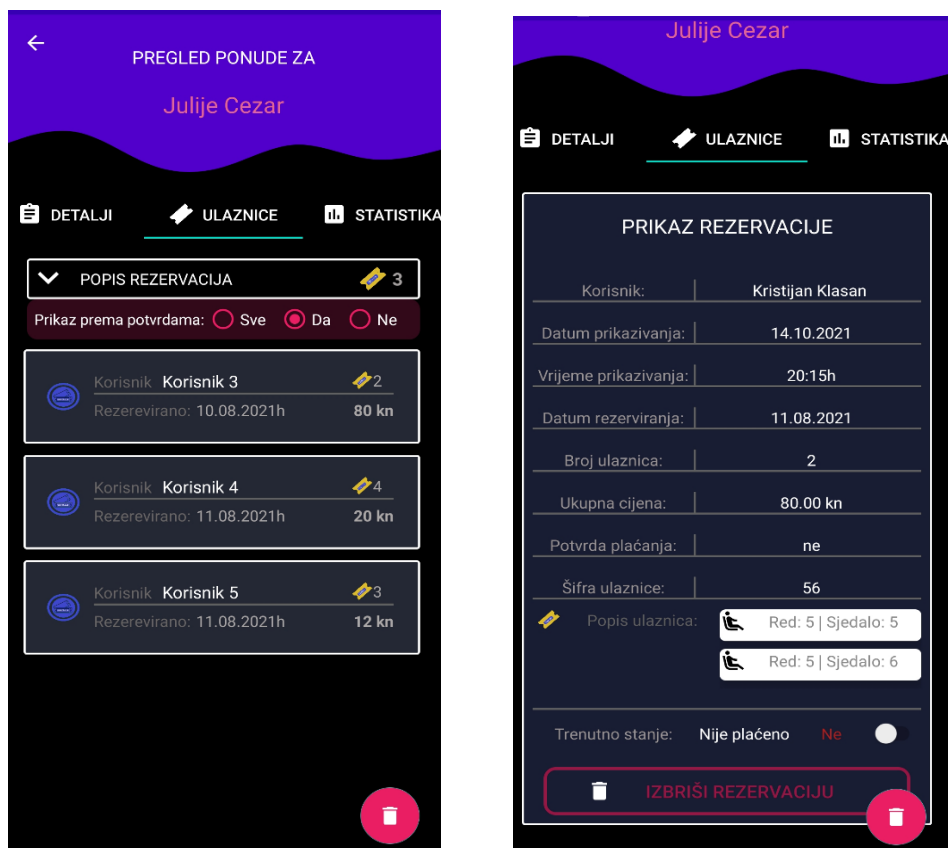 PREGLED PONUDE ZA
Julije Cezar
DETALJI ULAZNICE STATISTIKA
POPIS REZERVACIJA 3
Prikaz prema potvrdama: Sve Da Ne
Korisnik Korisnik 3 2
Rezerevirano: 10.08.2021h 80 kn
Korisnik Korisnik 4 4
Rezerevirano: 11.08.2021h 20 kn
Korisnik Korisnik 5 3
Rezerevirano: 11.08.2021h 12 kn
Julije Cezar
DETALJI ULAZNICE STATISTIKA
PRIKAZ REZERVACIJE
Korisnik: Kristijan Klasan
Datum prikazivanja: 14.10.2021
Vrijeme prikazivanja: 20:15h
Datum rezerviranja: 11.08.2021
Broj ulaznica: 2
Ukupna cijena: 80.00 kn
Potvrda plaćanja: ne
Šifra ulaznice: 56
Popis ulaznica: Red: 5 | Sjedalo: 5
Red: 5 | Sjedalo: 6
Trenutno stanje: Nije plaćeno Ne
IZBRIŠI REZERVACIJU